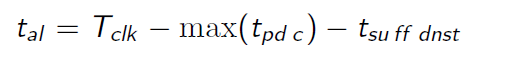 t_al = T_clk − max(t_pd c) − t_su ff dnst